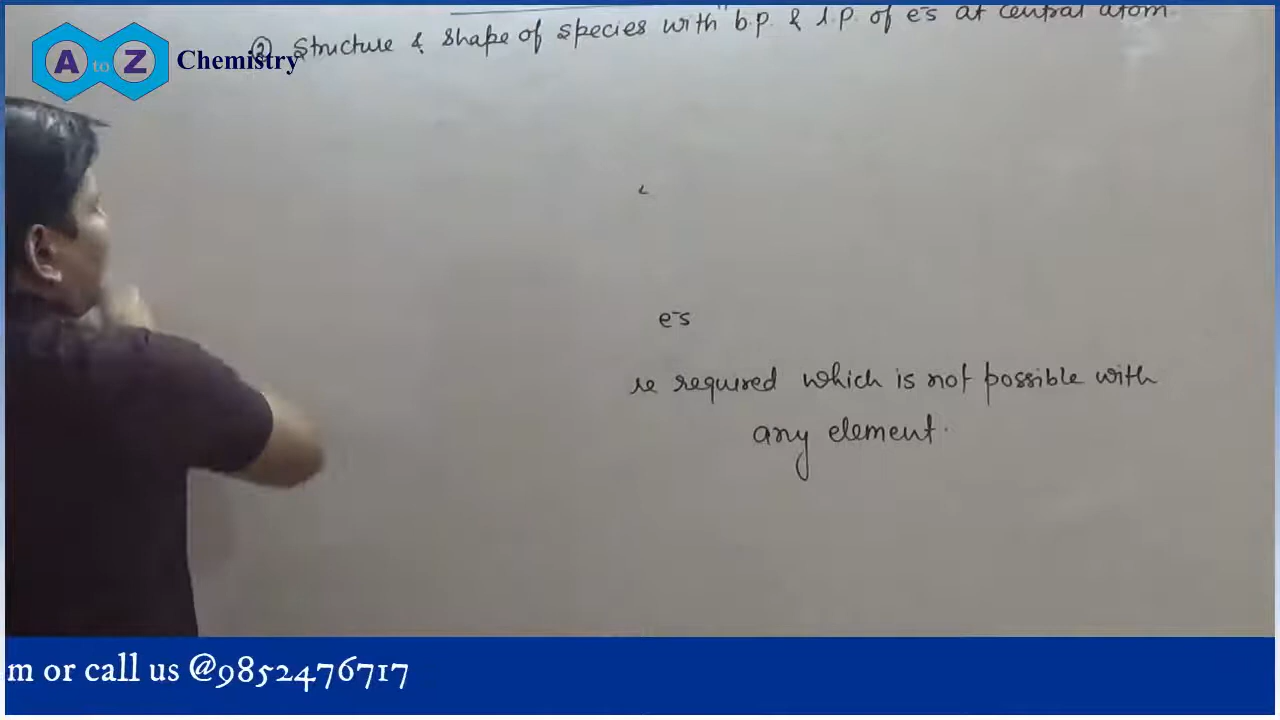 ② Structure & Shape of species with b.p. & l.p. of e⁻s at central atom
A to Z Chemistry
e⁻s
re required which is not possible with
any element.
m or call us @9852476717